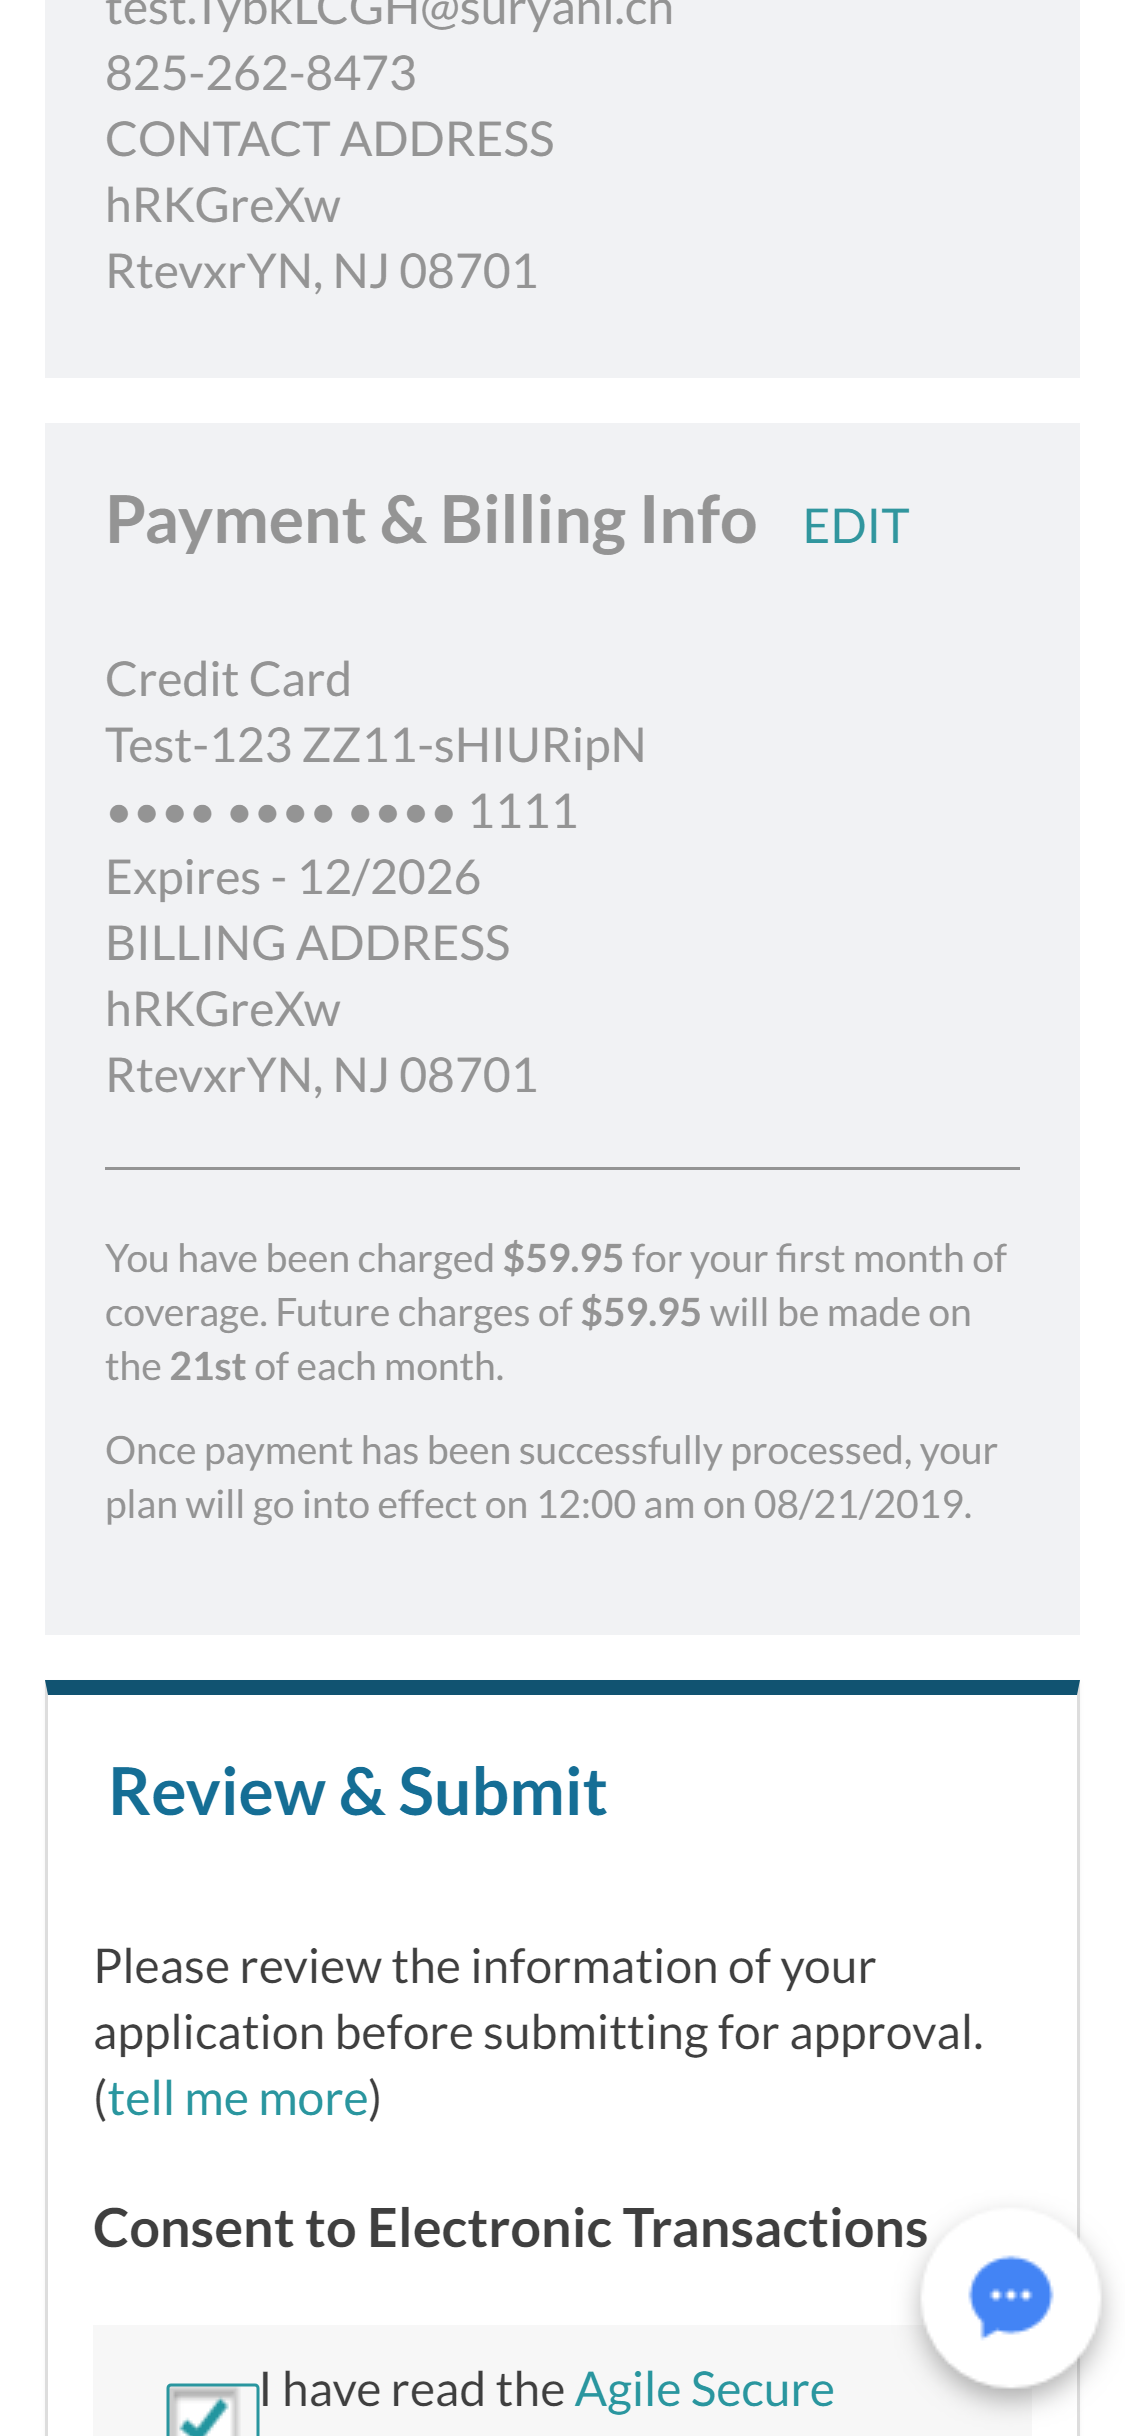 825-262-8473
CONTACT ADDRESS
hRKGreXw
RtevxrYN, NJ 08701
Payment & Billing Info EDIT
Credit Card
Test-123 ZZ11-sHIURipN
•••• •••• •••• 1111
Expires - 12/2026
BILLING ADDRESS
hRKGreXw
RtevxrYN, NJ 08701
You have been charged $59.95 for your first month of
coverage. Future charges of $59.95 will be made on
the 21st of each month.
Once payment has been successfully processed, your
plan will go into effect on 12:00 am on 08/21/2019.
Review & Submit
Please review the information of your
application before submitting for approval.
(tell me more)
Consent to Electronic Transactions
I have read the Agile Secure